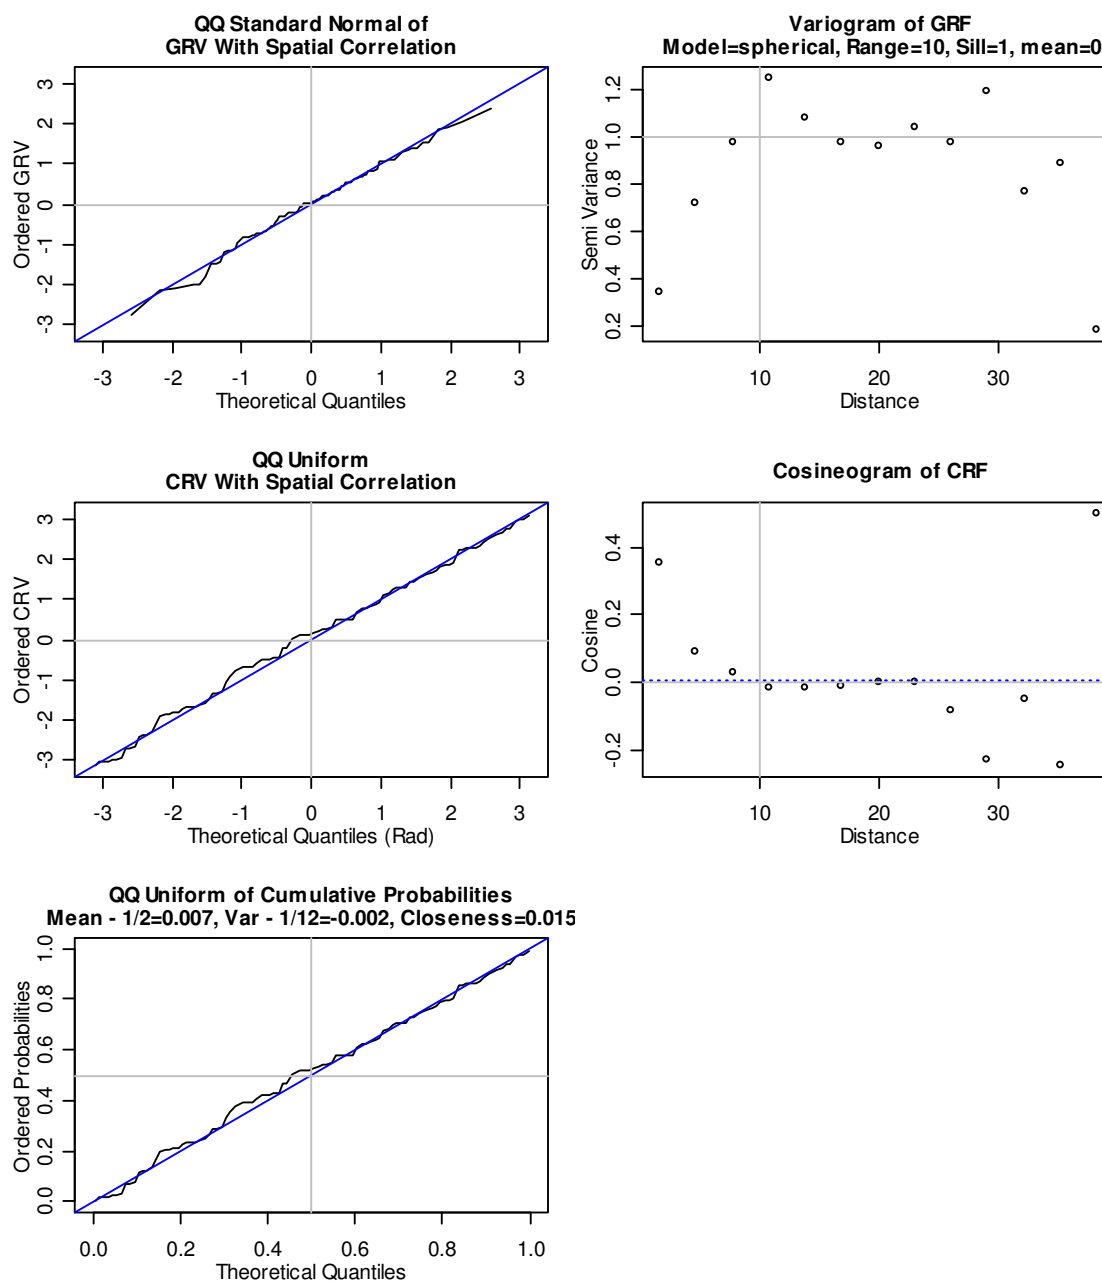 QQ Standard Normal of
GRV With Spatial Correlation
Ordered GRV
3
2
1
0
-1
-2
-3
-3 -2 -1 0 1 2 3
Theoretical Quantiles
Variogram of GRF
Model=spherical, Range=10, Sill=1, mean=0
Semi Variance
1.2
1.0
0.8
0.6
0.4
0.2
10 20 30
Distance
QQ Uniform
CRV With Spatial Correlation
Ordered CRV
3
2
1
0
-1
-2
-3
-3 -2 -1 0 1 2 3
Theoretical Quantiles (Rad)
Cosineogram of CRF
Cosine
0.4
0.2
0.0
-0.2
10 20 30
Distance
QQ Uniform of Cumulative Probabilities
Mean - 1/2=0.007, Var - 1/12=-0.002, Closeness=0.015
Ordered Probabilities
1.0
0.8
0.6
0.4
0.2
0.0
0.0 0.2 0.4 0.6 0.8 1.0
Theoretical Quantiles